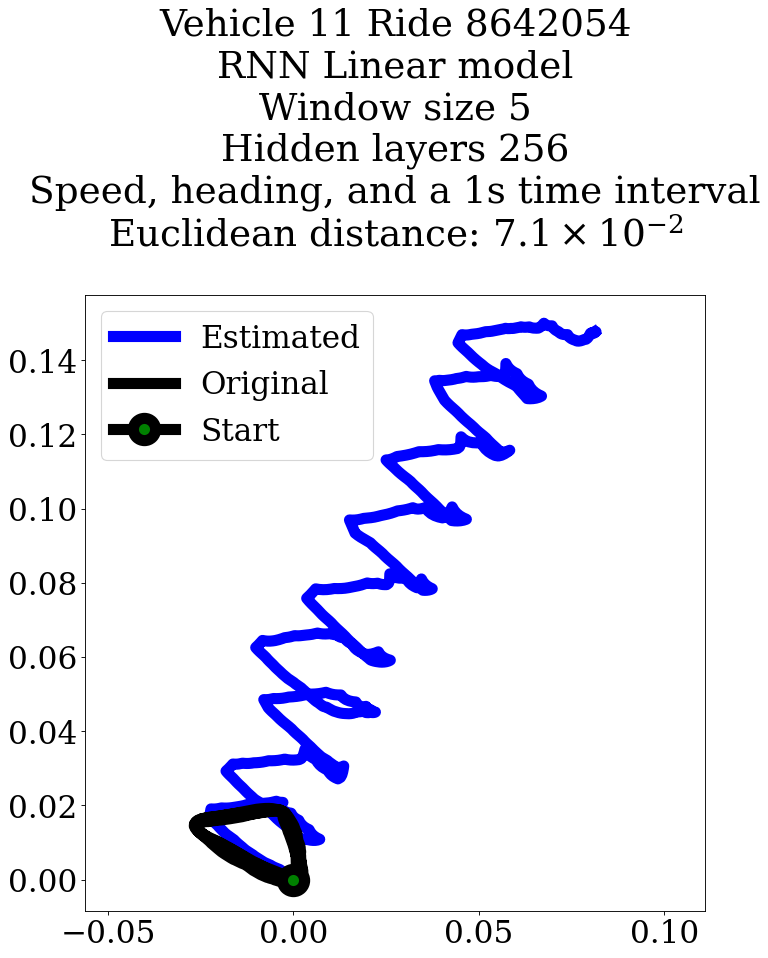 Vehicle 11 Ride 8642054
RNN Linear model
Window size 5
Hidden layers 256
Speed, heading, and a 1s time interval
Euclidean distance: 7.1 × 10⁻²
Estimated
Original
Start
0.14
0.12
0.10
0.08
0.06
0.04
0.02
0.00
−0.05 0.00 0.05 0.10